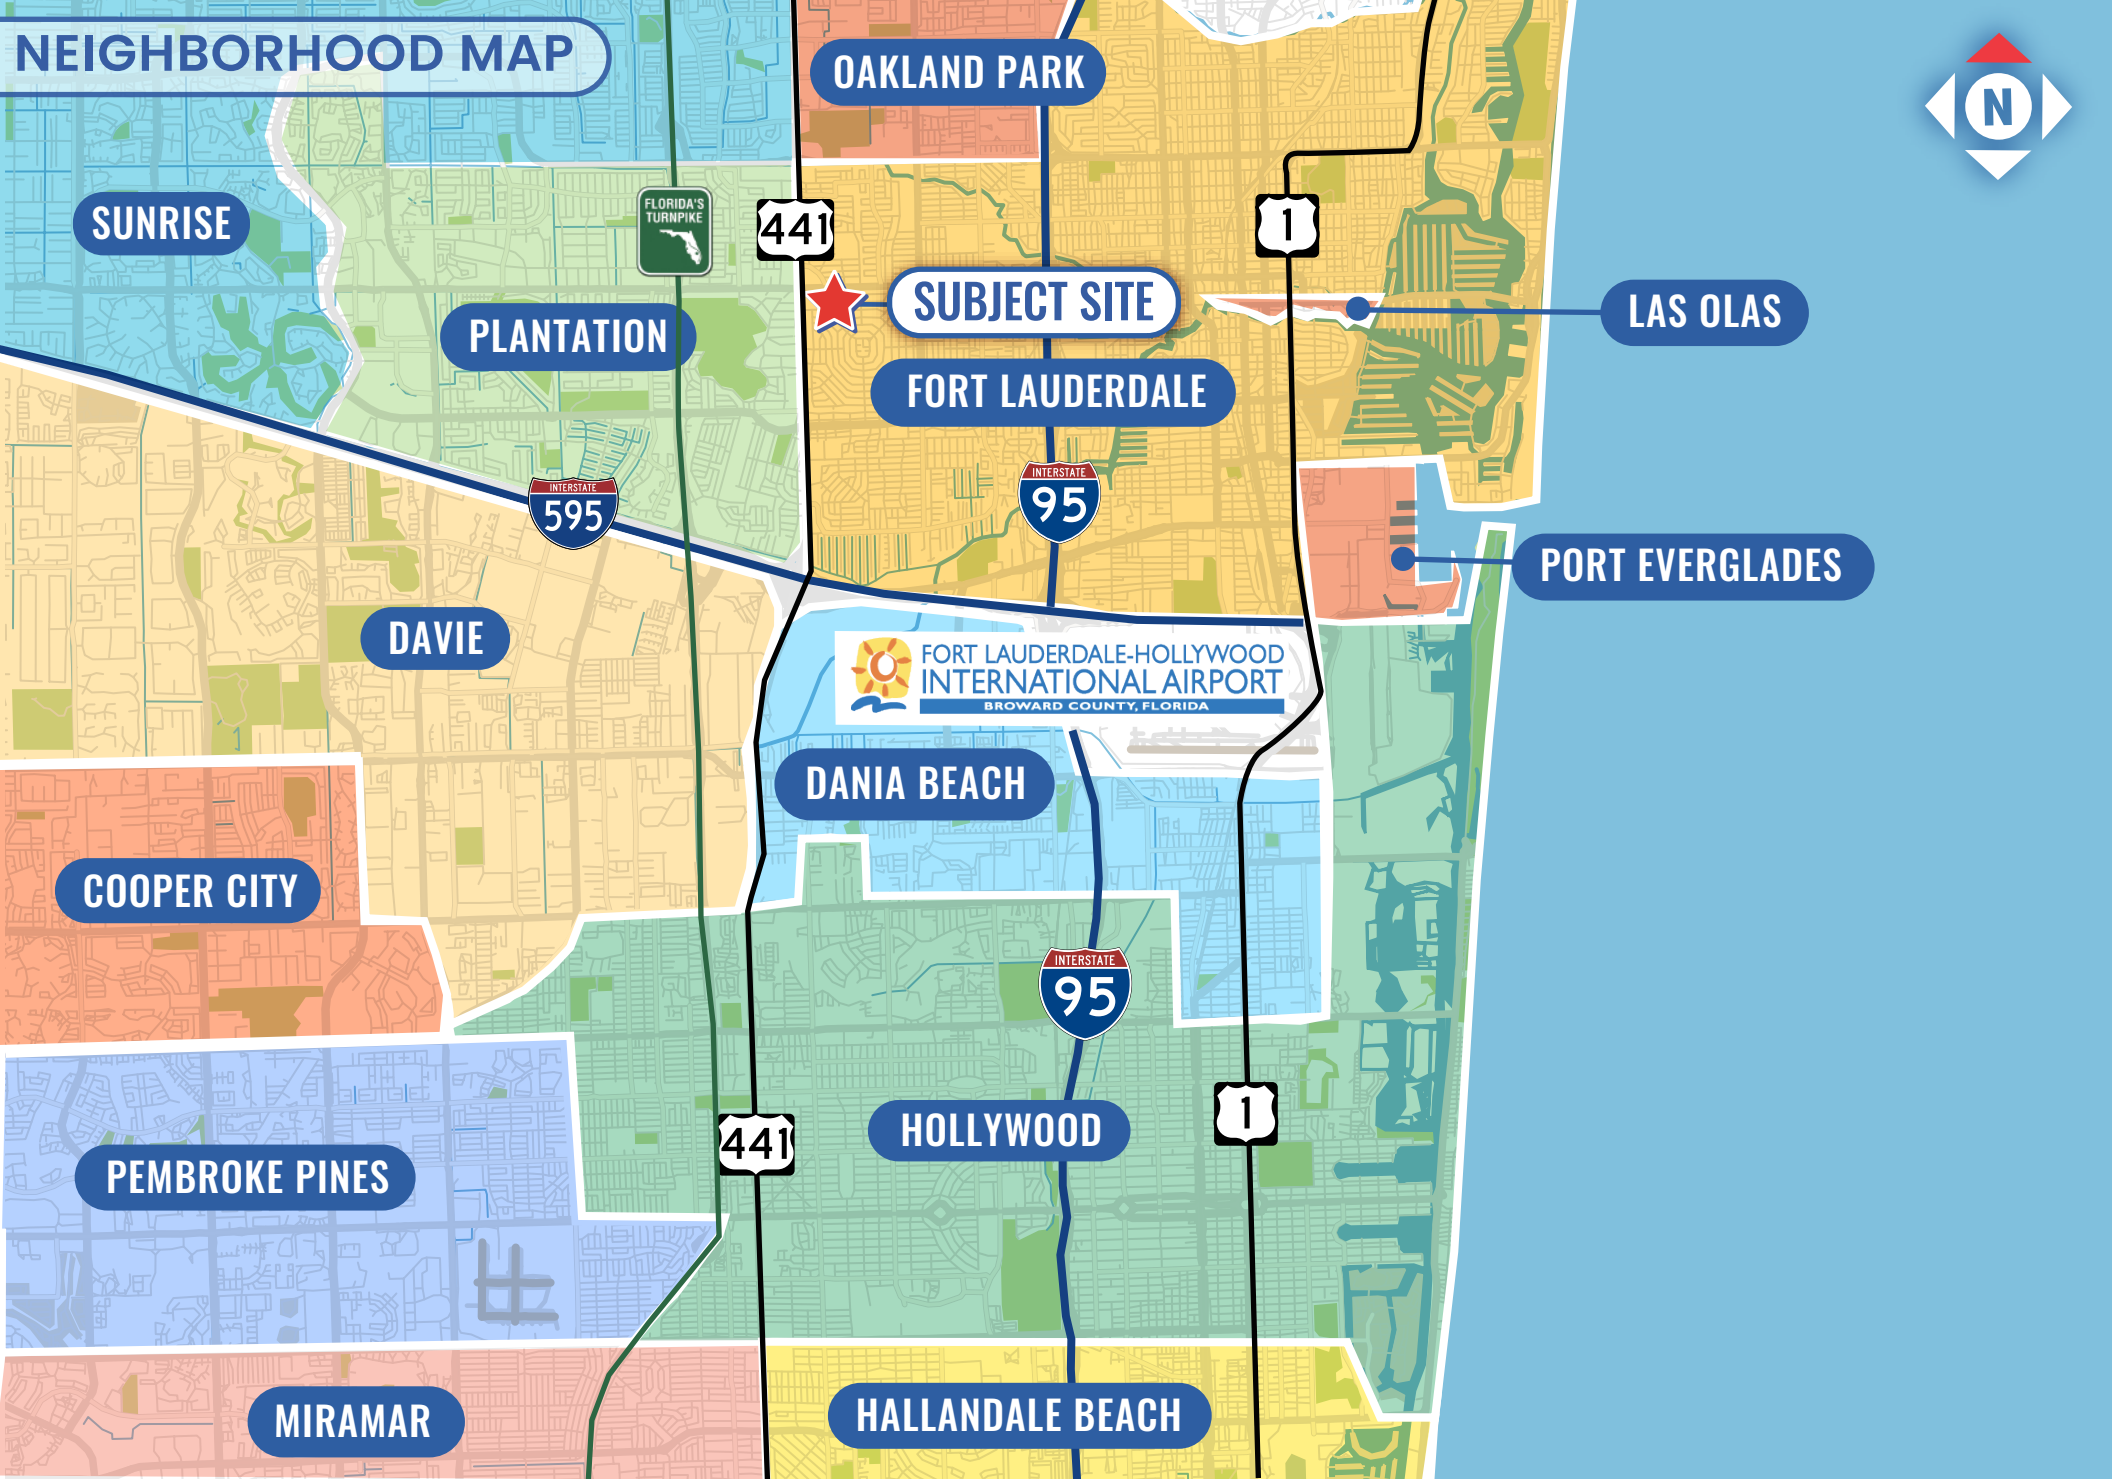 NEIGHBORHOOD MAP
OAKLAND PARK
N
SUNRISE
FLORIDA'S
TURNPIKE
441
1
SUBJECT SITE
LAS OLAS
PLANTATION
FORT LAUDERDALE
INTERSTATE
95
INTERSTATE
595
PORT EVERGLADES
DAVIE
FORT LAUDERDALE-HOLLYWOOD
INTERNATIONAL AIRPORT
BROWARD COUNTY, FLORIDA
DANIA BEACH
COOPER CITY
INTERSTATE
95
1
HOLLYWOOD
441
PEMBROKE PINES
MIRAMAR
HALLANDALE BEACH